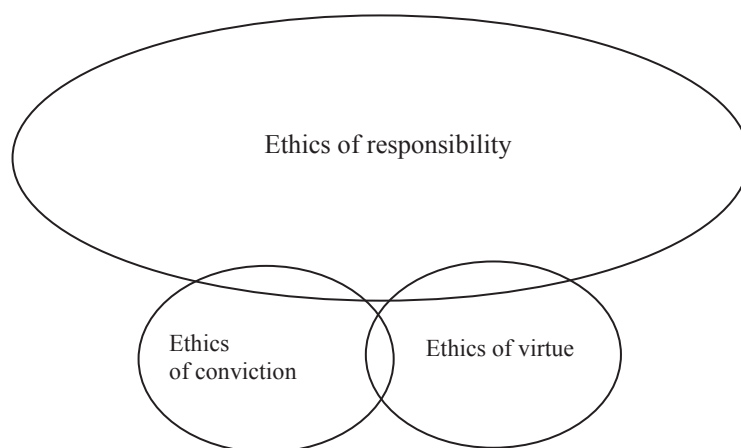 Ethics of responsibility
Ethics
of conviction
Ethics of virtue